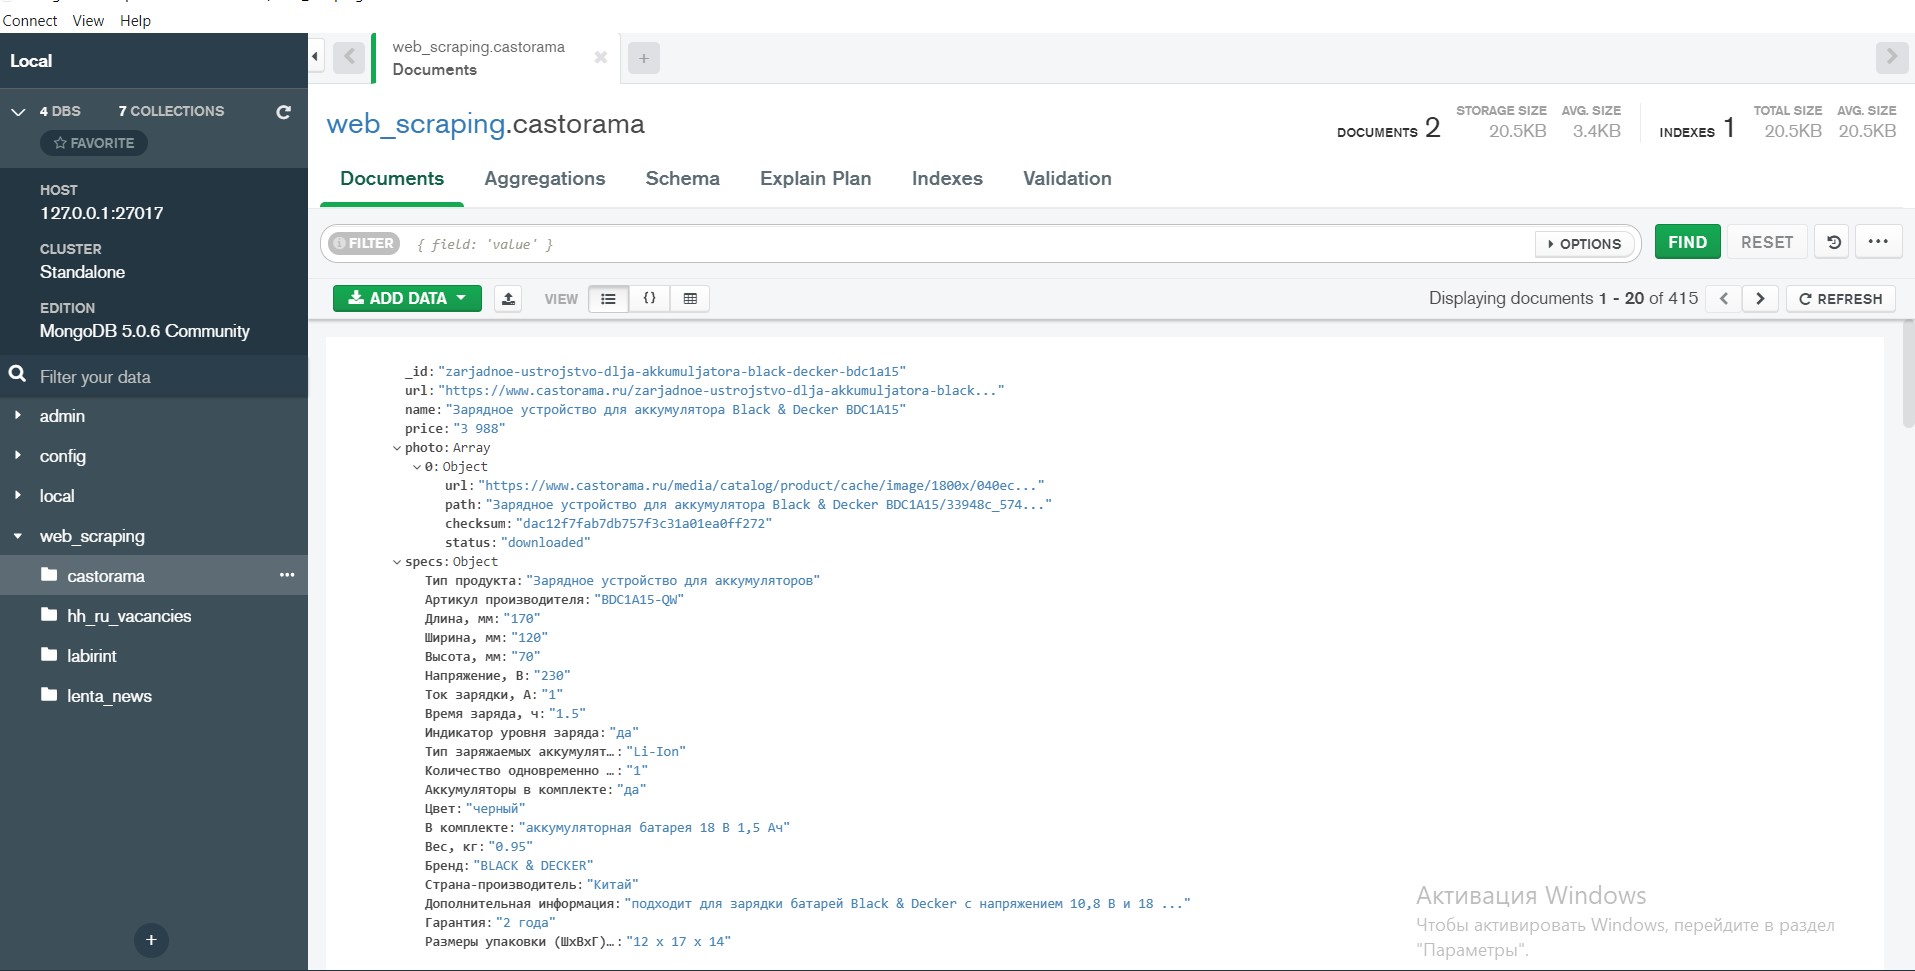 Connect View Help
Local
4 DBS 7 COLLECTIONS
FAVORITE
HOST
127.0.0.1:27017
CLUSTER
Standalone
EDITION
MongoDB 5.0.6 Community
Filter your data
admin
config
local
web_scraping
castorama
hh_ru_vacancies
labirint
lenta_news
web_scraping.castorama
Documents
web_scraping.castorama
DOCUMENTS 2
STORAGE SIZE
20.5KB
AVG. SIZE
3.4KB
INDEXES 1
TOTAL SIZE
20.5KB
AVG. SIZE
20.5KB
Documents Aggregations Schema Explain Plan Indexes Validation
FILTER { field: 'value' } OPTIONS FIND RESET
ADD DATA VIEW {} Displaying documents 1 - 20 of 415 REFRESH
_id: "zarjadnoe-ustrojstvo-dlja-akkumuljatora-black-decker-bdc1a15"
url: "https://www.castorama.ru/zarjadnoe-ustrojstvo-dlja-akkumuljatora-black..."
name: "Зарядное устройство для аккумулятора Black & Decker BDC1A15"
price: "3 988"
photo: Array
0: Object
url: "https://www.castorama.ru/media/catalog/product/cache/image/1800x/040ec..."
path: "Зарядное устройство для аккумулятора Black & Decker BDC1A15/33948c_574..."
checksum: "dac12f7fab7db757f3c31a01ea0ff272"
status: "downloaded"
specs: Object
Тип продукта: "Зарядное устройство для аккумуляторов"
Артикул производителя: "BDC1A15-QW"
Длина, мм: "170"
Ширина, мм: "120"
Высота, мм: "70"
Напряжение, В: "230"
Ток зарядки, А: "1"
Время заряда, ч: "1.5"
Индикатор уровня заряда: "да"
Тип заряжаемых аккумулят…: "Li-Ion"
Количество одновременно …: "1"
Аккумуляторы в комплекте: "да"
Цвет: "черный"
В комплекте: "аккумуляторная батарея 18 В 1,5 Ач"
Вес, кг: "0.95"
Бренд: "BLACK & DECKER"
Страна-производитель: "Китай"
Дополнительная информация: "подходит для зарядки батарей Black & Decker с напряжением 10,8 В и 18 ..."
Гарантия: "2 года"
Размеры упаковки (ШхВхГ)…: "12 x 17 x 14"
Активация Windows
Чтобы активировать Windows, перейдите в раздел
"Параметры".